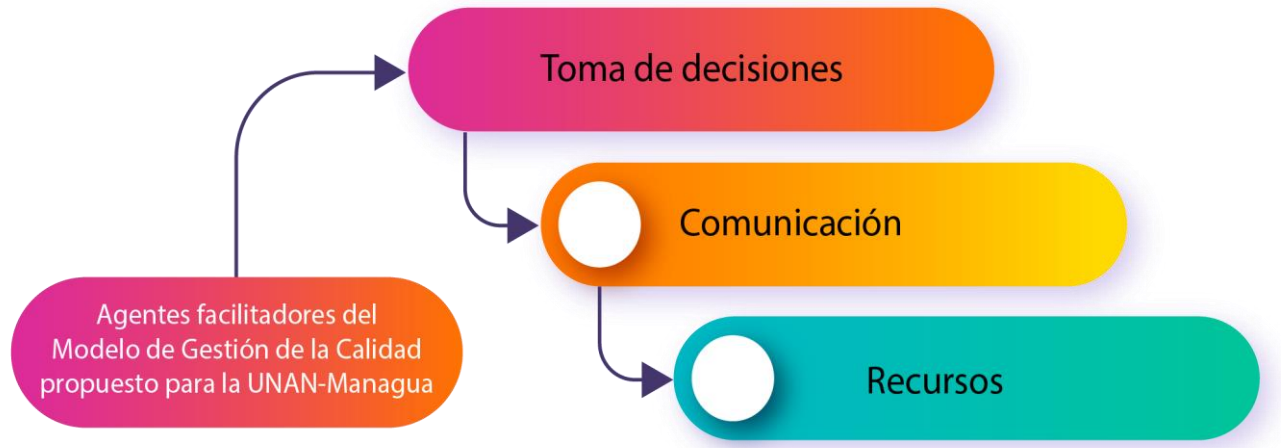 Toma de decisiones
Comunicación
Agentes facilitadores del
Modelo de Gestión de la Calidad
propuesto para la UNAN-Managua
Recursos